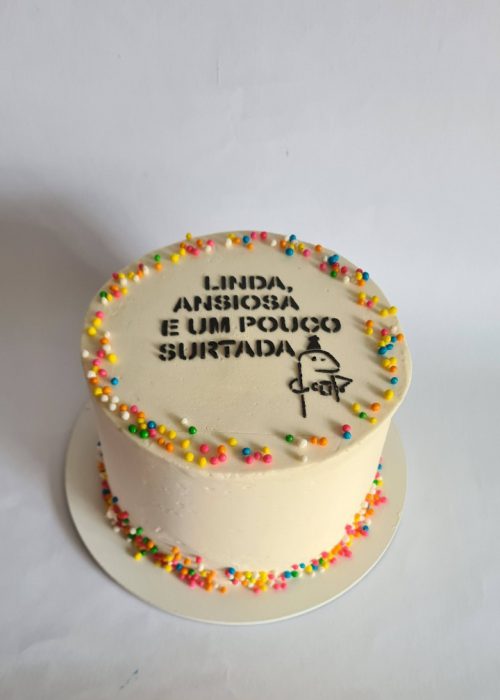 LINDA,
ANSIOSA
E UM POUCO
SURTADA